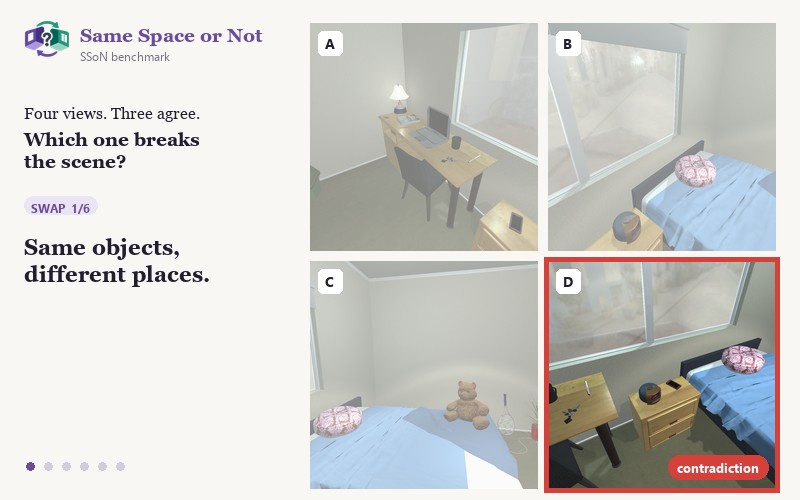 Same Space or Not
SSoN benchmark
Four views. Three agree.
Which one breaks
the scene?
SWAP 1/6
Same objects,
different places.
?
A
B
C
D
contradiction